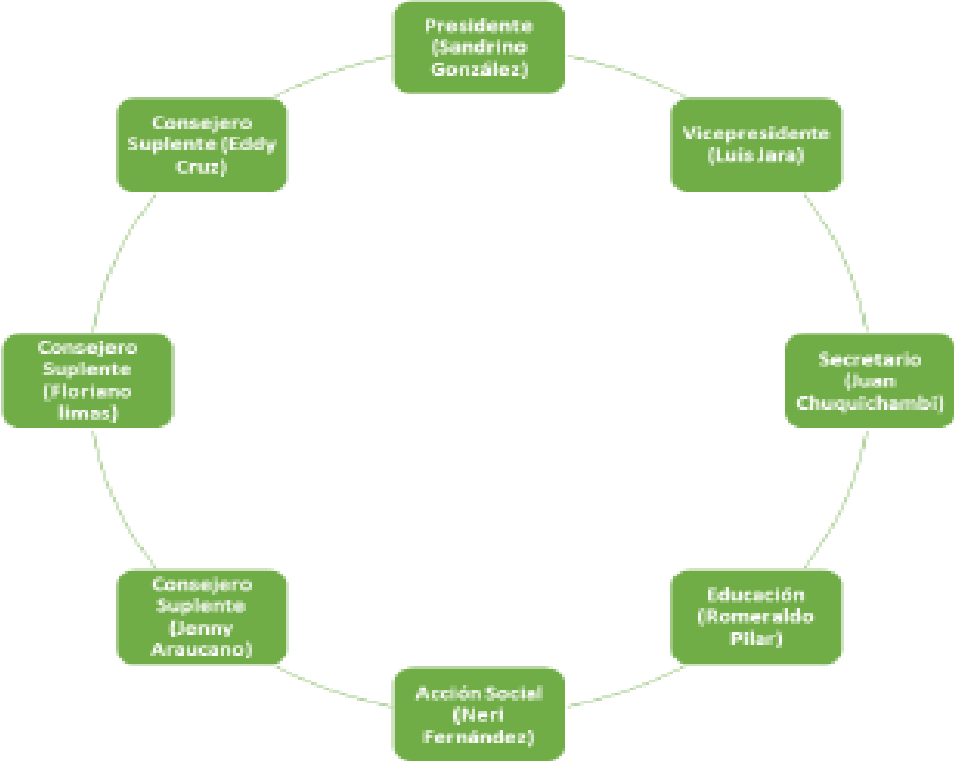 Presidente
(Sandrino
González)
Vicepresidente
(Luis Jara)
Secretario
(Juan
Chuquichambi)
Educación
(Romeraldo
Pilar)
Acción Social
(Neri
Fernández)
Consejero
Suplente
(Jenny
Araucano)
Consejero
Suplente
(Floriano
limas)
Consejero
Suplente (Eddy
Cruz)